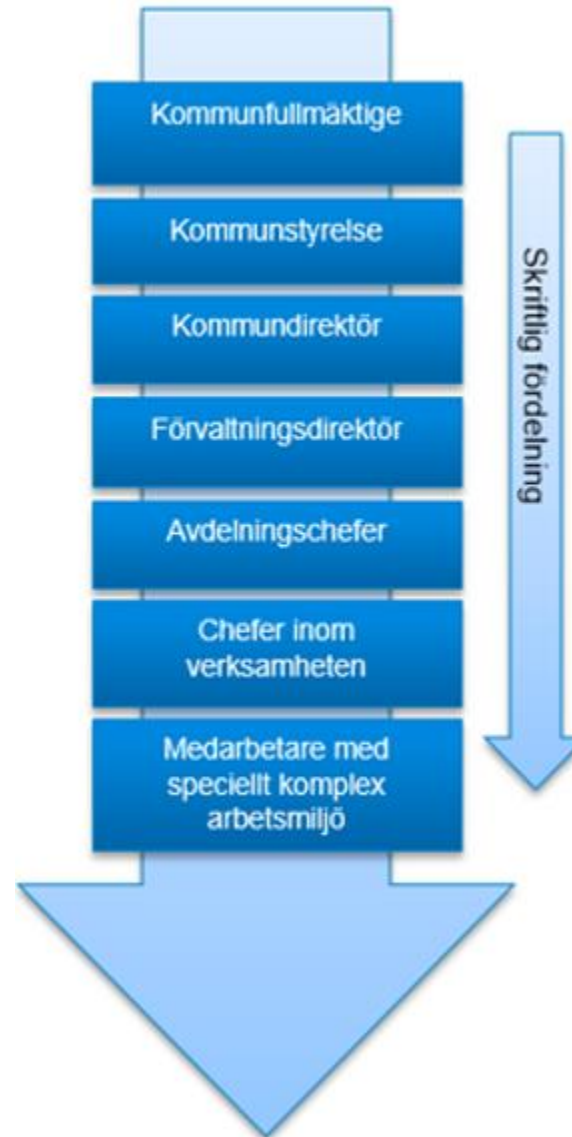 Kommunfullmäktige
Kommunstyrelse
Kommundirektör
Förvaltningsdirektör
Avdelningschefer
Chefer inom
verksamheten
Medarbetare med
speciellt komplex
arbetsmiljö
Skriftlig fördelning